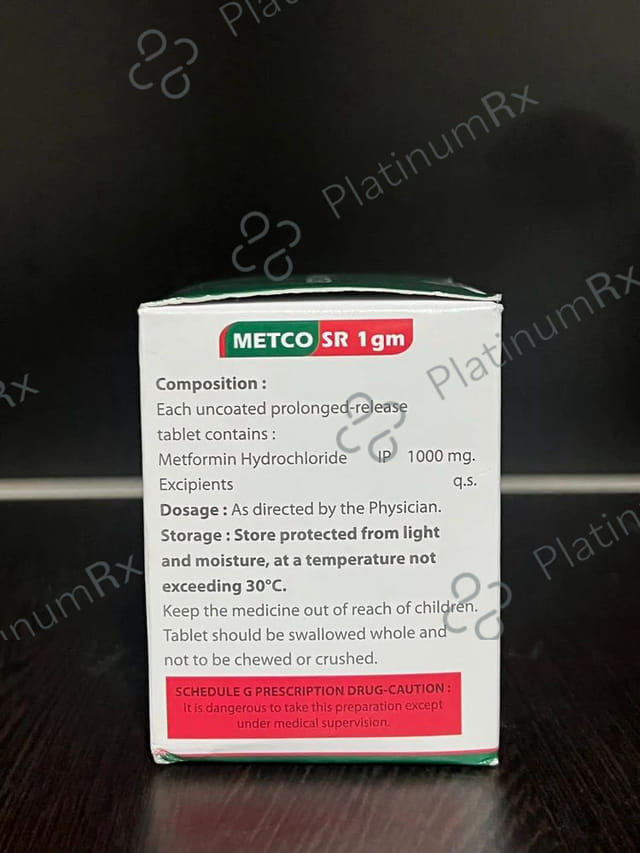 PlatinumRx
PlatinumRx
PlatinumRx
Rx
METCO SR 1gm
Composition :
Each uncoated prolonged-release
tablet contains :
Metformin Hydrochloride IP 1000 mg.
Excipients q.s.
Dosage : As directed by the Physician.
Storage : Store protected from light
and moisture, at a temperature not
exceeding 30°C.
Keep the medicine out of reach of children.
Tablet should be swallowed whole and
not to be chewed or crushed.
SCHEDULE G PRESCRIPTION DRUG-CAUTION :
It is dangerous to take this preparation except
under medical supervision.
Platin
inumRx